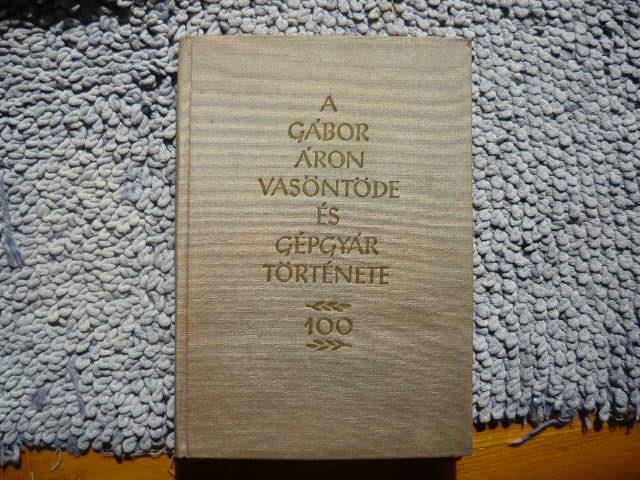 A
GÁBOR
ÁRON
VASÖNTÖDE
ÉS
GÉPGYÁR
TÖRTÉNETE
100